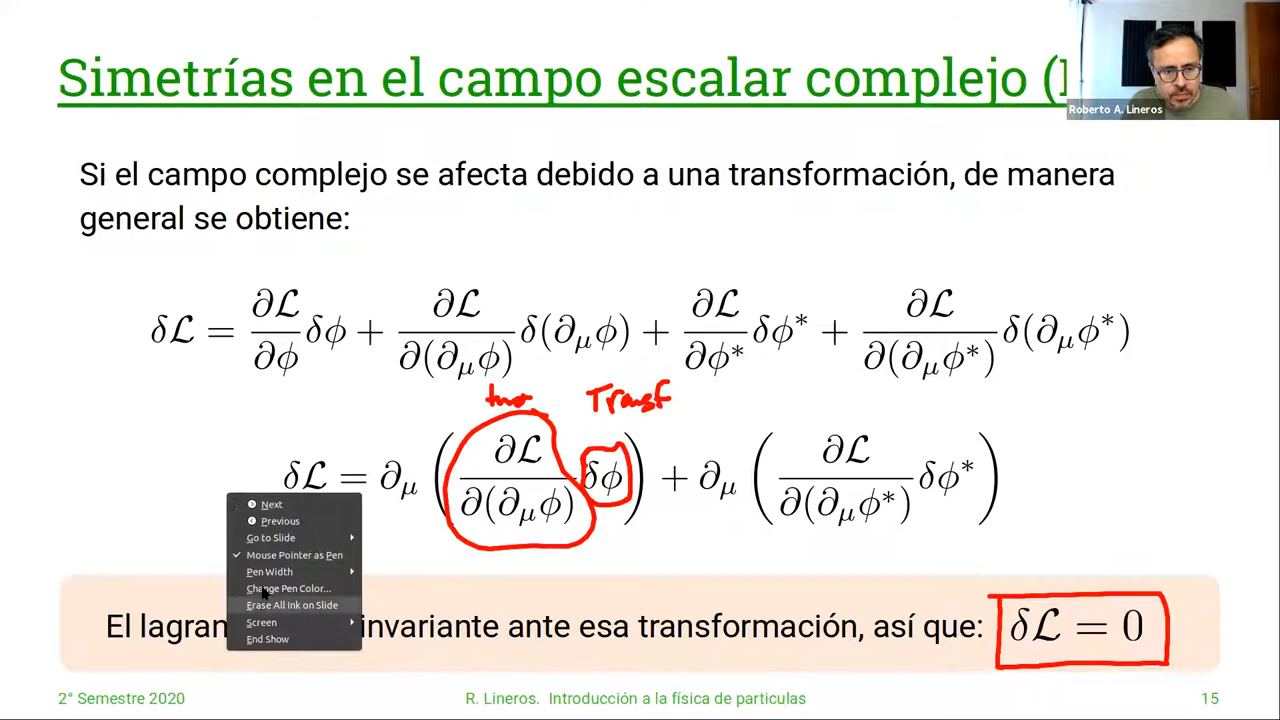 Simetrías en el campo escalar complejo (
Roberto A. Lineros
Si el campo complejo se afecta debido a una transformación, de manera
general se obtiene:
δℒ = ∂ℒ/∂ϕ δϕ + ∂ℒ/∂(∂_μϕ) δ(∂_μϕ) + ∂ℒ/∂ϕ* δϕ* + ∂ℒ/∂(∂_μϕ*) δ(∂_μϕ*)
Transf
δℒ = ∂_μ (∂ℒ/∂(∂_μϕ) δϕ) + ∂_μ (∂ℒ/∂(∂_μϕ*) δϕ*)
Next
Previous
Go to Slide
Mouse Pointer as Pen
Pen Width
Change Pen Color...
Erase All Ink on Slide
Screen
End Show
El lagran invariante ante esa transformación, así que: δℒ = 0
2° Semestre 2020
R. Lineros. Introducción a la física de particulas
15